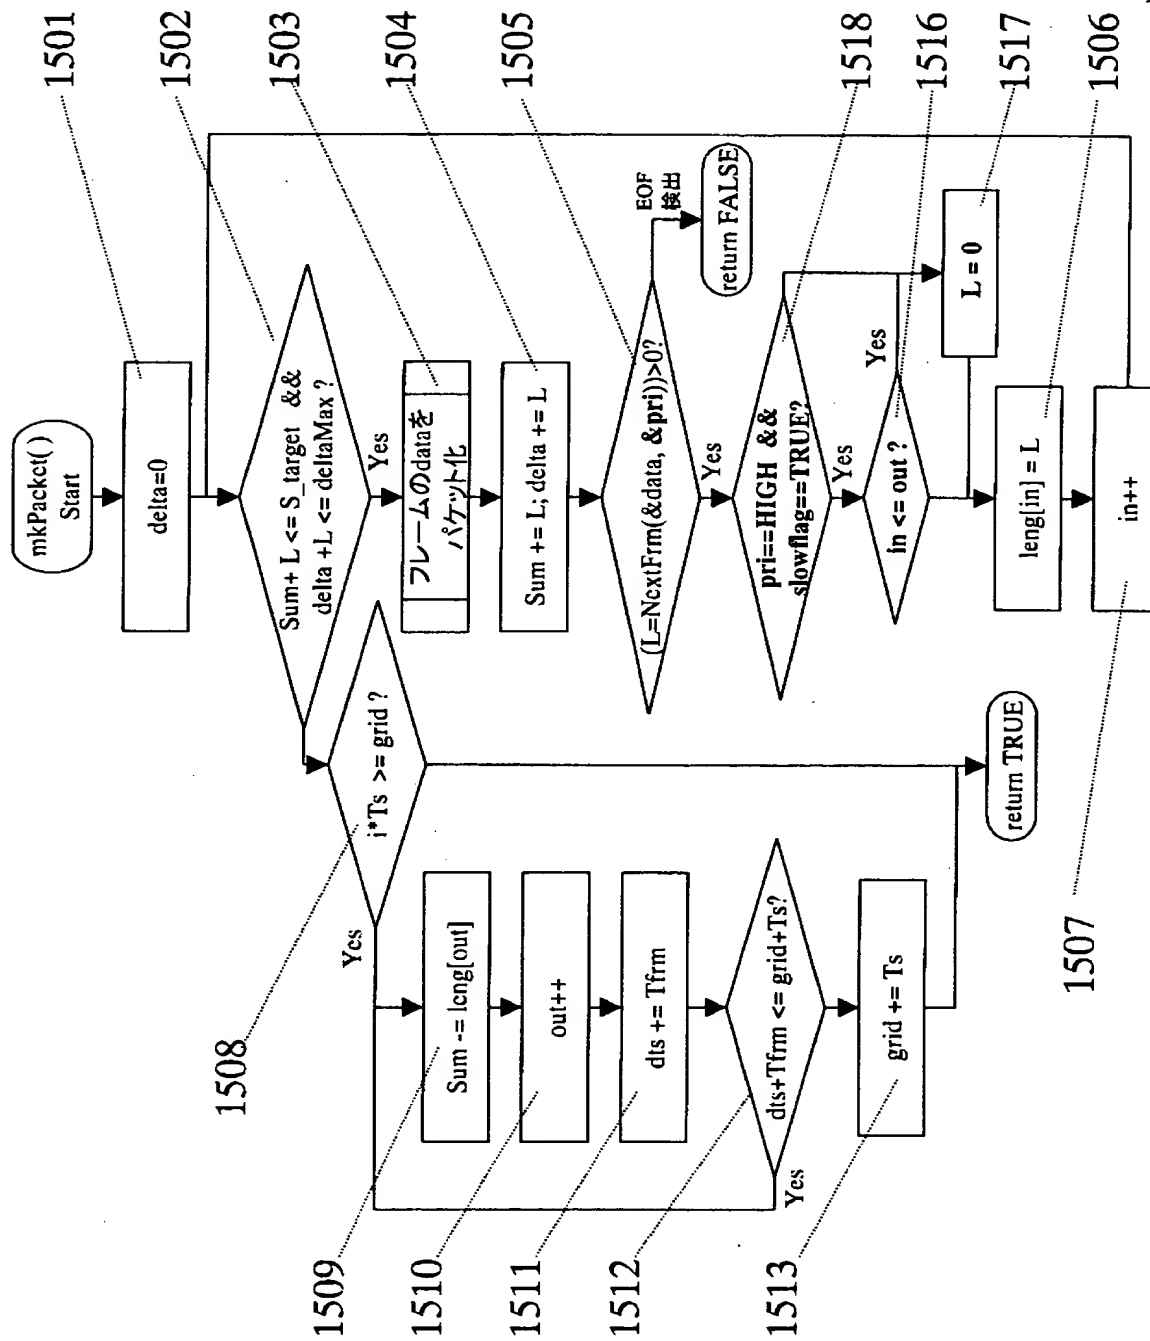 mkPacket()
Start
1501
delta=0
1502
Sum+ L <= S_target &&
delta +L <= deltaMax ?
Yes
1503
フレームのdataを
パケット化
1504
Sum += L; delta += L
1505
(L=NextFrm(&data, &pri))>0?
EOF
検出
return FALSE
Yes
1518
pri==HIGH &&
slowflag==TRUE?
Yes
1516
in <= out ?
Yes
1517
L = 0
1506
leng[in] = L
in++
1507
1508
i*Ts >= grid ?
Yes
1509
Sum -= leng[out]
1510
out++
1511
dts += Tfrm
1512
dts+Tfrm <= grid+Ts?
Yes
1513
grid += Ts
return TRUE